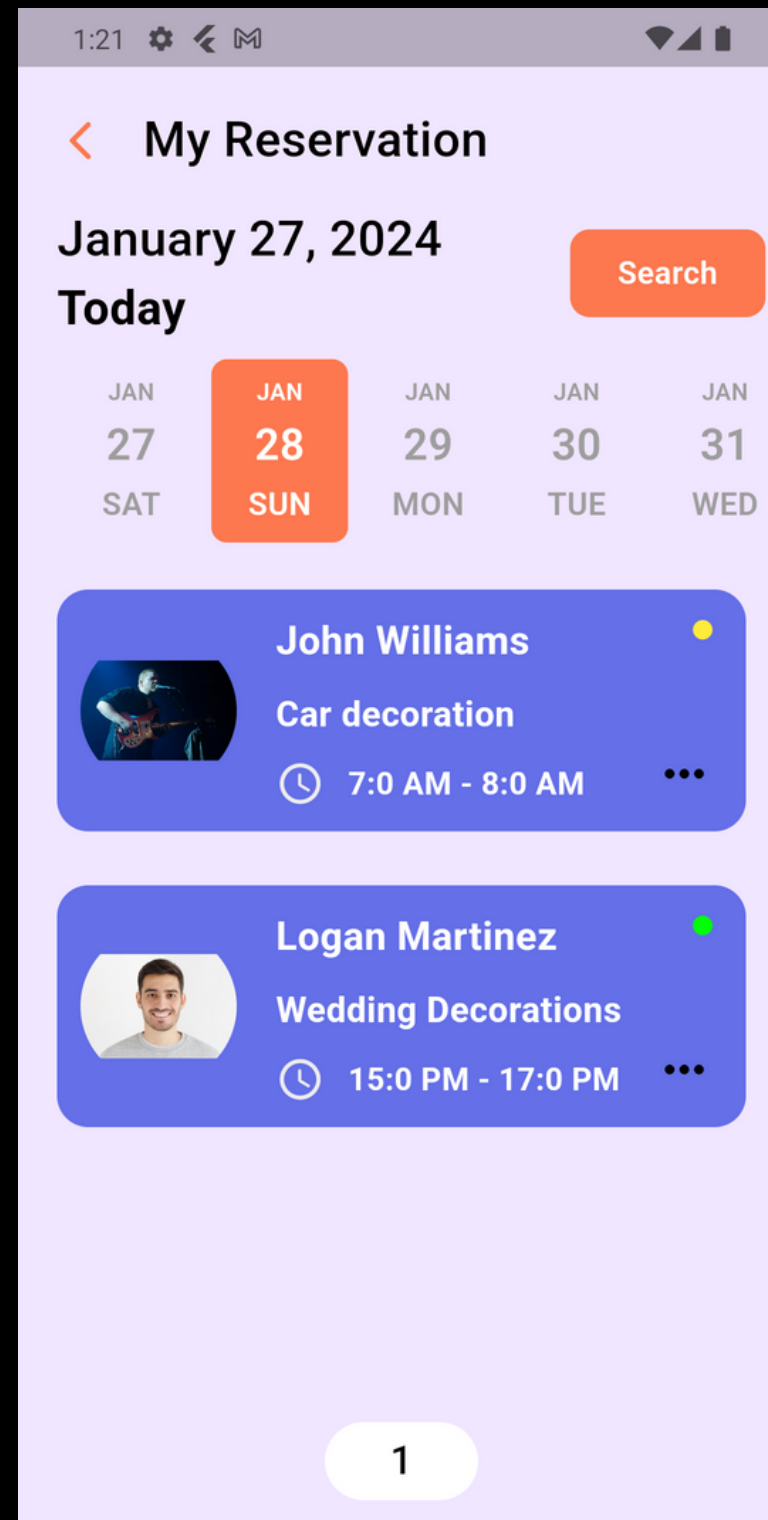 1:21
My Reservation
January 27, 2024
Today
Search
JAN JAN JAN JAN JAN
27 28 29 30 31
SAT SUN MON TUE WED
John Williams
Car decoration
7:0 AM - 8:0 AM
Logan Martinez
Wedding Decorations
15:0 PM - 17:0 PM
1